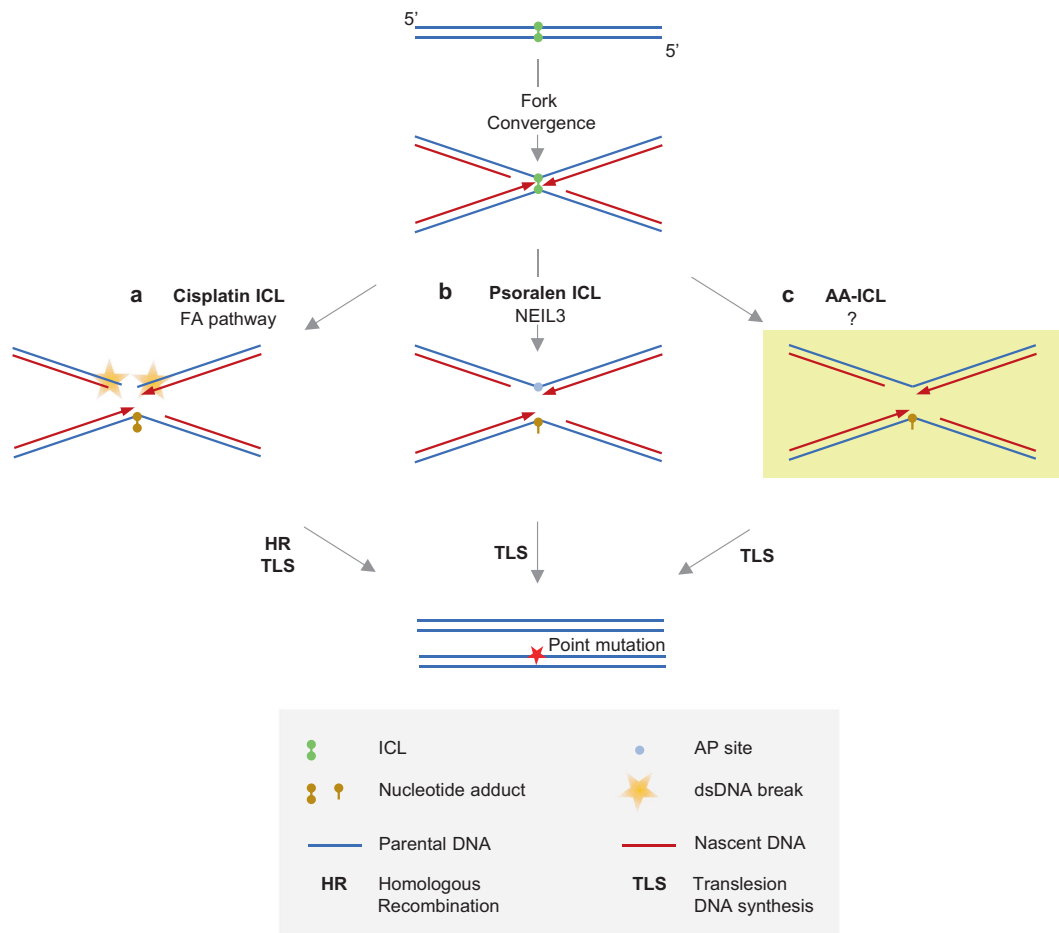 5'
5'
Fork
Convergence
a
Cisplatin ICL
FA pathway
b
Psoralen ICL
NEIL3
c
AA-ICL
?
HR
TLS
TLS
TLS
Point mutation
ICL
AP site
Nucleotide adduct
dsDNA break
Parental DNA
Nascent DNA
HR
Homologous
Recombination
TLS
Translesion
DNA synthesis